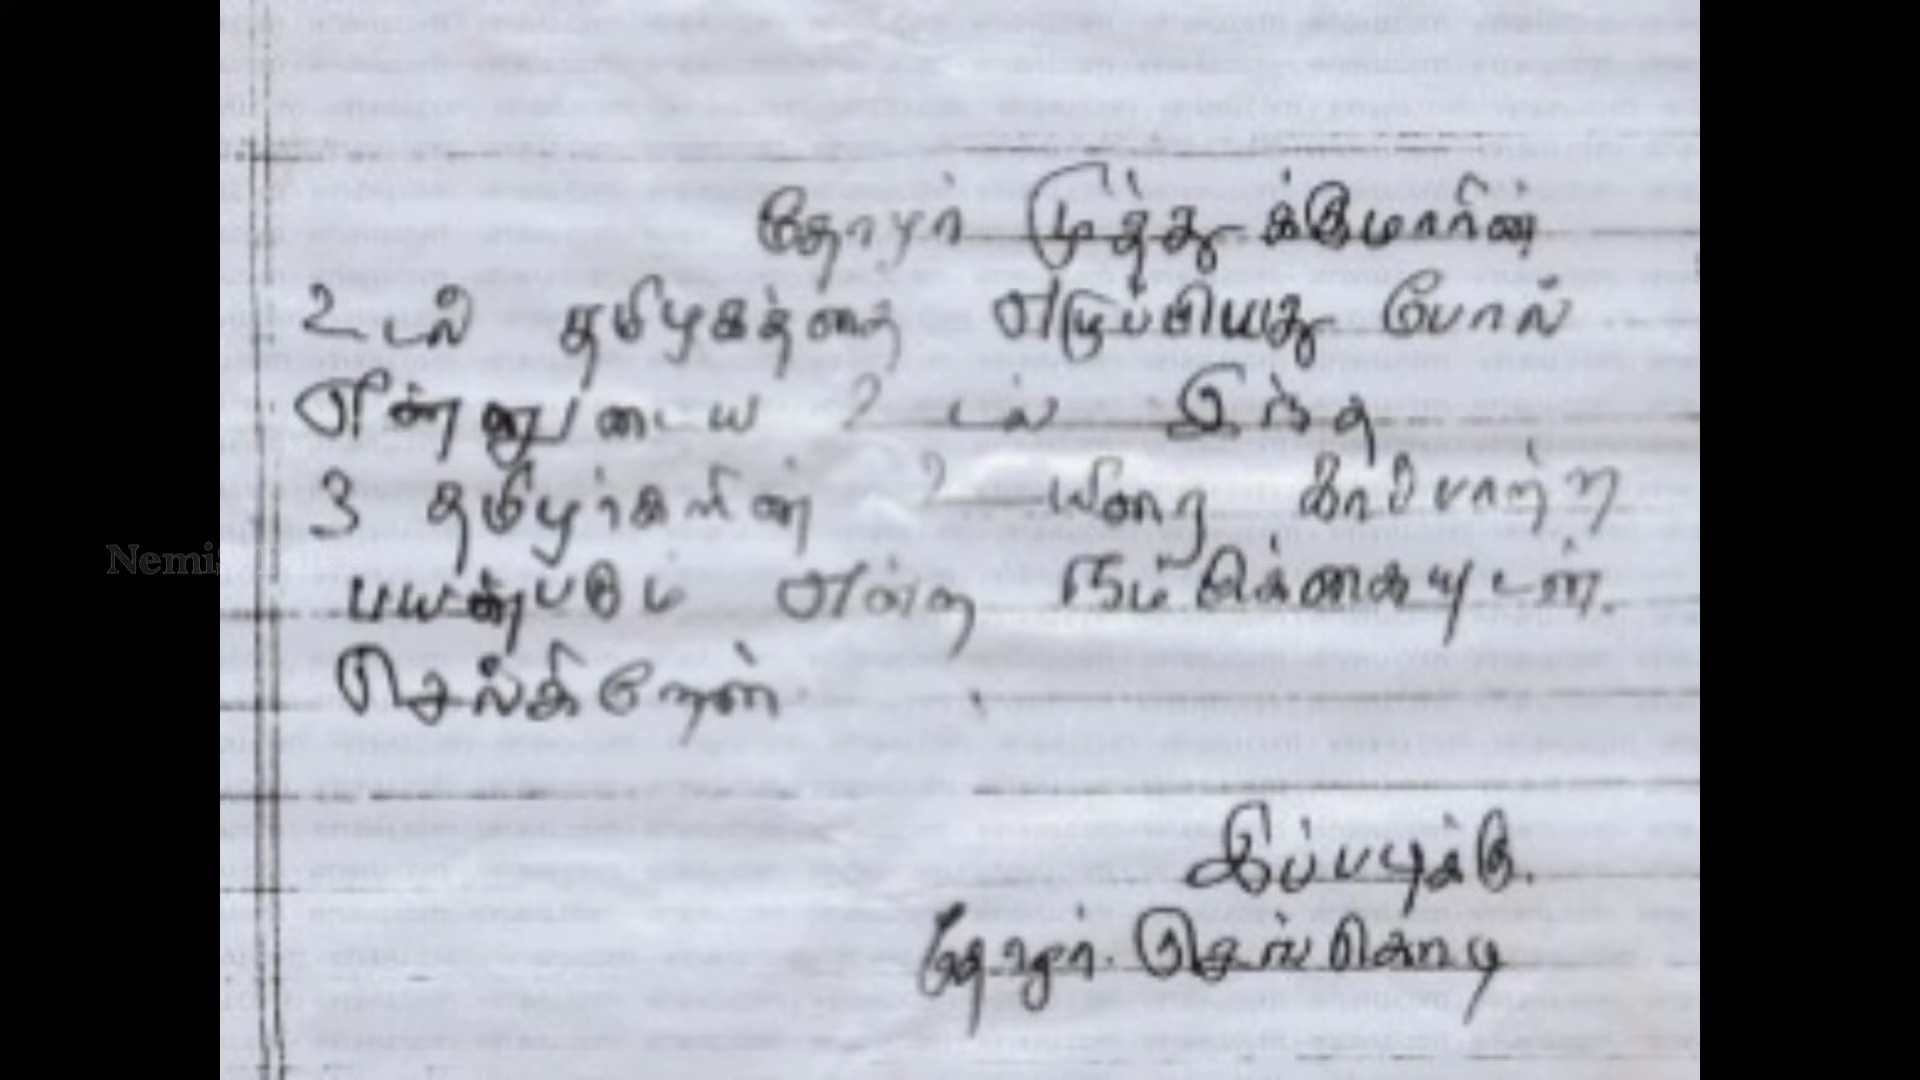 தோழர் முத்துக்குமாரின்
உடல் தமிழகத்தை எழுப்பியது போல்
என்னுடைய உடல் இந்த
3 தமிழர்களின் உயிரை காப்பாற்ற
பயன்படும் என்ற நம்பிக்கையுடன்.
செல்கிறேன்
இப்படிக்கு.
தோழர். செங்கொடி